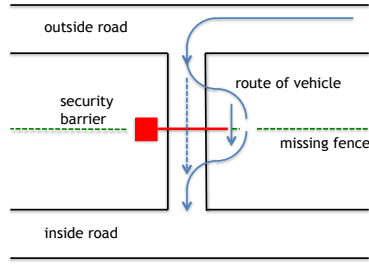 outside road
route of vehicle
security
barrier
missing fence
inside road